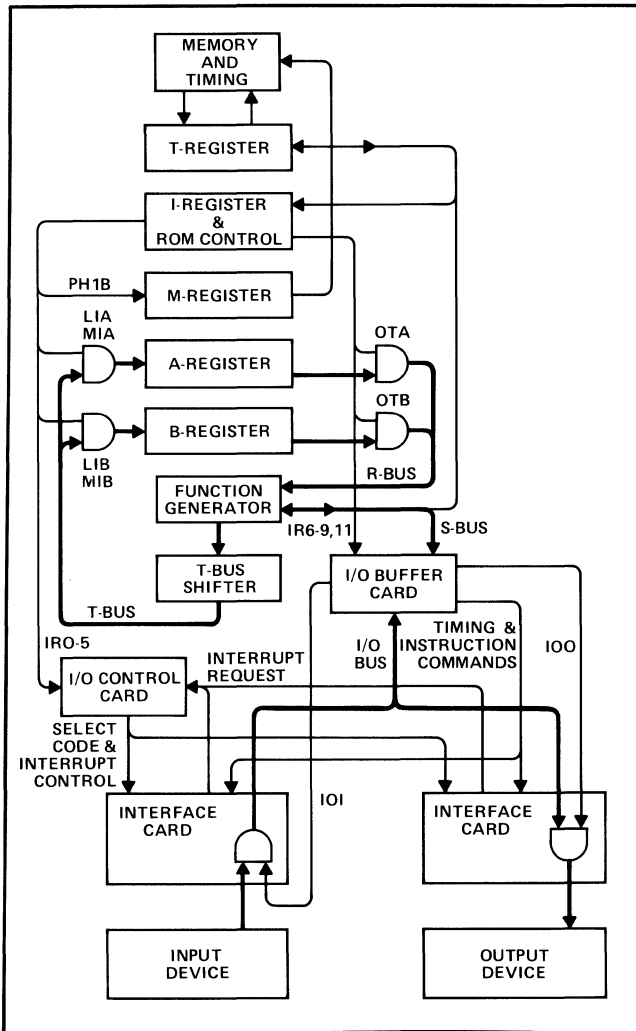 MEMORY
AND
TIMING
T-REGISTER
I-REGISTER
&
ROM CONTROL
PH1B
M-REGISTER
LIA
MIA
A-REGISTER
OTA
B-REGISTER
OTB
LIB
MIB
R-BUS
FUNCTION
GENERATOR
IR6-9,11
S-BUS
T-BUS
SHIFTER
I/O BUFFER
CARD
T-BUS
IRO-5
I/O CONTROL
CARD
INTERRUPT
REQUEST
I/O
BUS
TIMING &
INSTRUCTION
COMMANDS
IOO
SELECT
CODE &
INTERRUPT
CONTROL
INTERFACE
CARD
IOI
INTERFACE
CARD
INPUT
DEVICE
OUTPUT
DEVICE